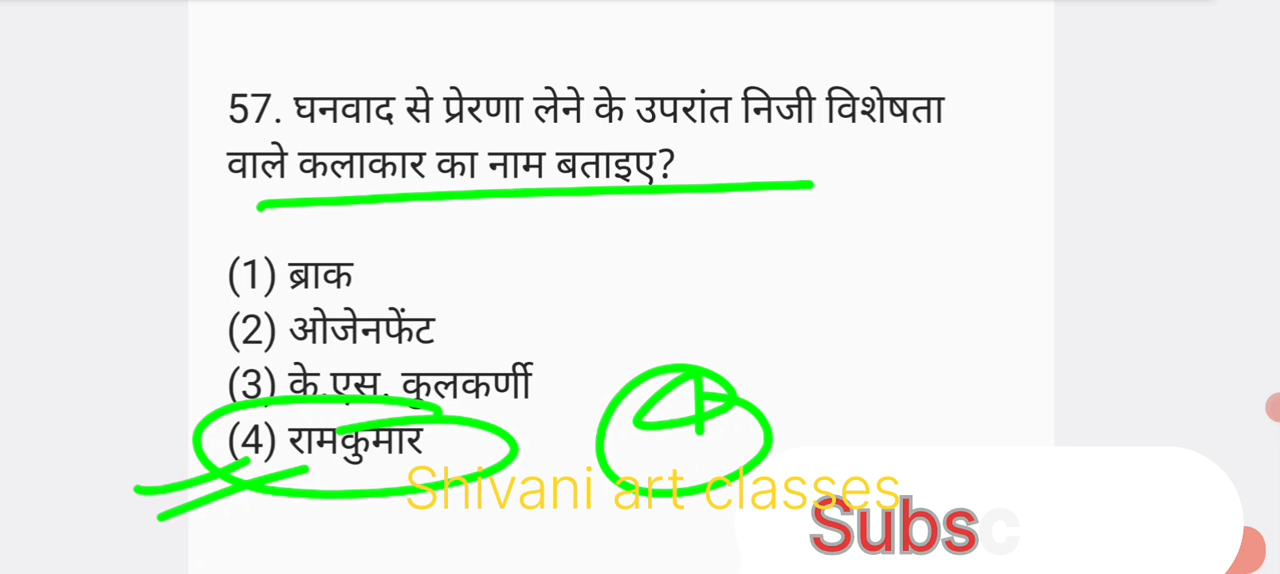 57. घनवाद से प्रेरणा लेने के उपरांत निजी विशेषता
वाले कलाकार का नाम बताइए?
(1) ब्राक
(2) ओजेनफेंट
(3) के.एस. कुलकर्णी
(4) रामकुमार
4
Shivani art classes
Subsc